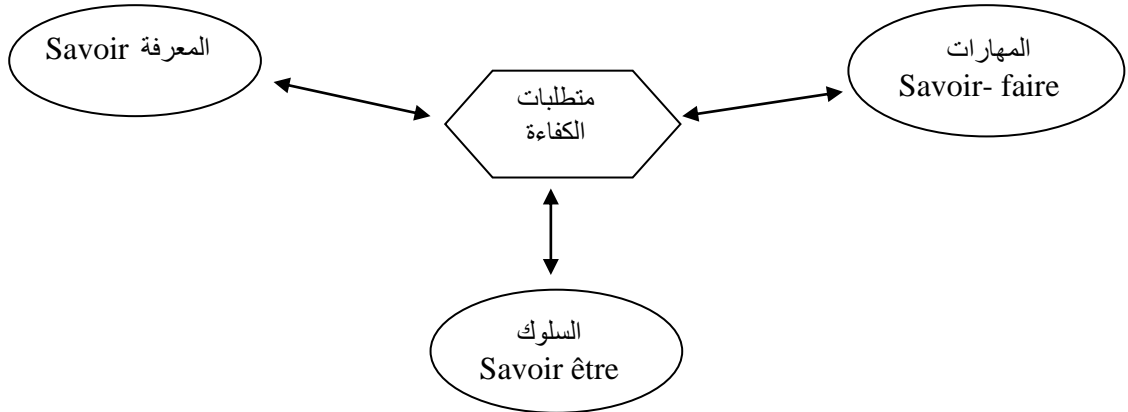 المعرفة Savoir
المهارات
Savoir- faire
متطلبات
الكفاءة
السلوك
Savoir être